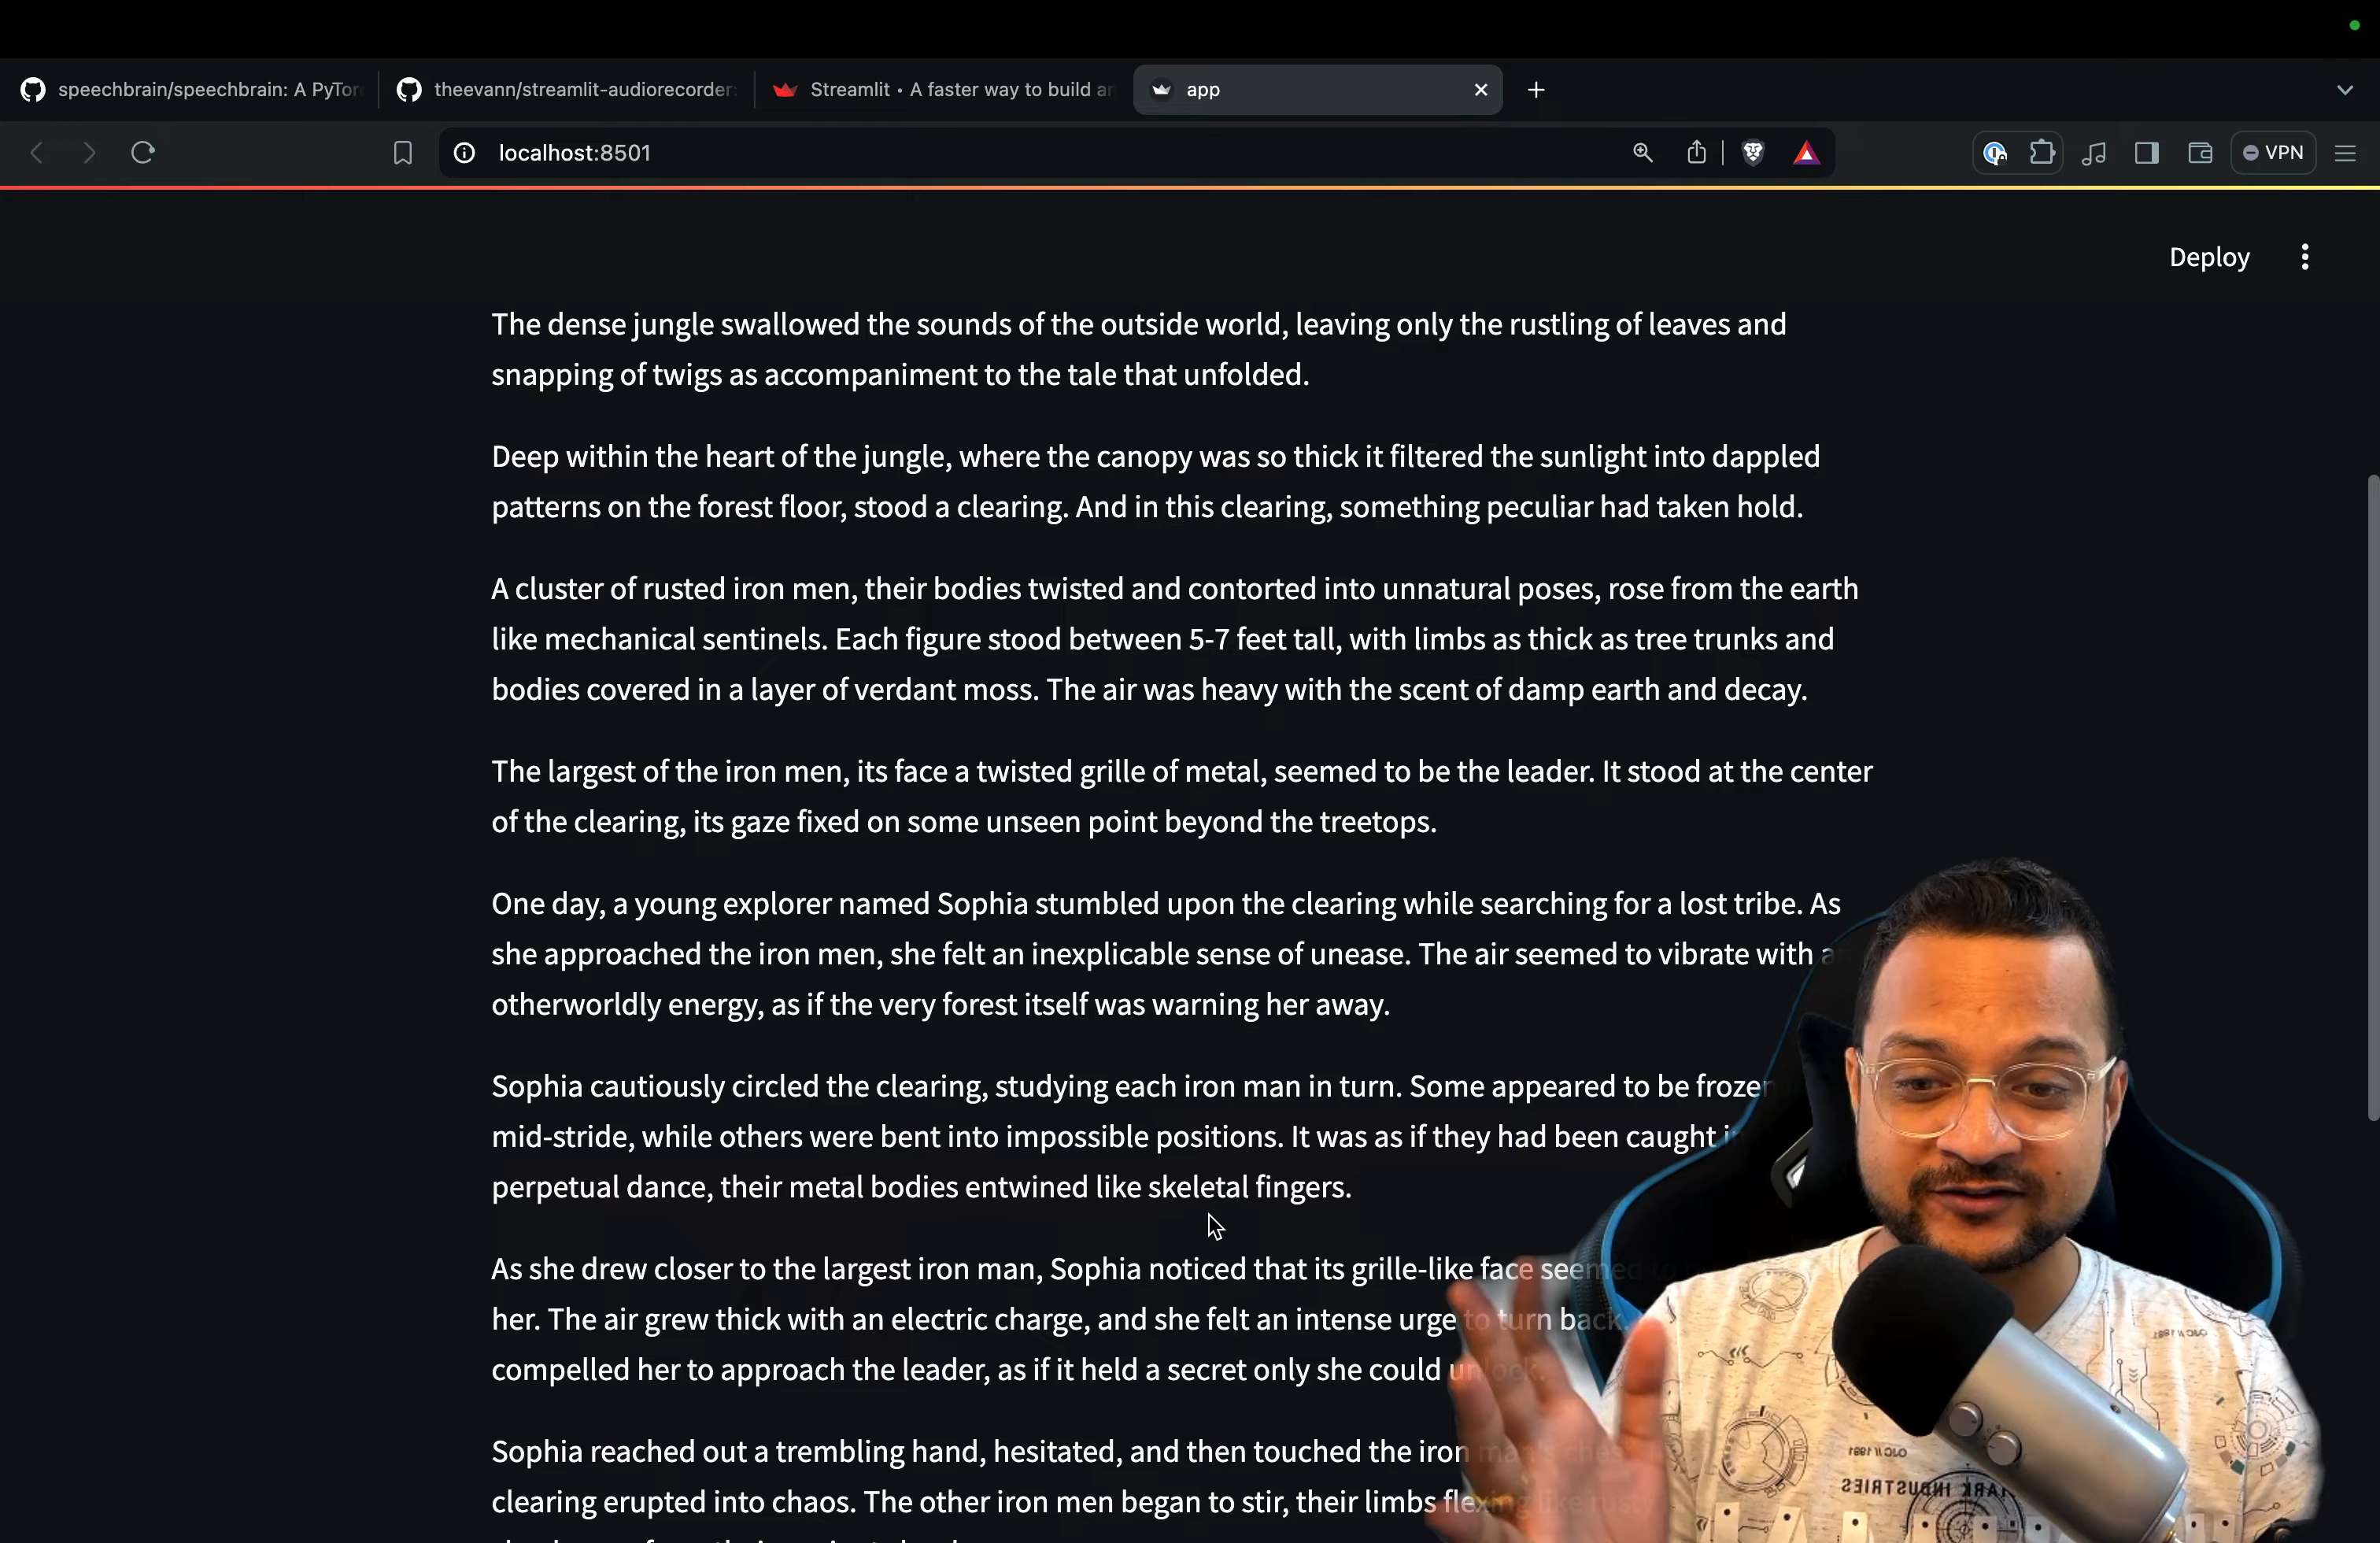 speechbrain/speechbrain: A PyTor
theevann/streamlit-audiorecorder:
Streamlit • A faster way to build an
app
localhost:8501
VPN
Deploy
The dense jungle swallowed the sounds of the outside world, leaving only the rustling of leaves and
snapping of twigs as accompaniment to the tale that unfolded.
Deep within the heart of the jungle, where the canopy was so thick it filtered the sunlight into dappled
patterns on the forest floor, stood a clearing. And in this clearing, something peculiar had taken hold.
A cluster of rusted iron men, their bodies twisted and contorted into unnatural poses, rose from the earth
like mechanical sentinels. Each figure stood between 5-7 feet tall, with limbs as thick as tree trunks and
bodies covered in a layer of verdant moss. The air was heavy with the scent of damp earth and decay.
The largest of the iron men, its face a twisted grille of metal, seemed to be the leader. It stood at the center
of the clearing, its gaze fixed on some unseen point beyond the treetops.
One day, a young explorer named Sophia stumbled upon the clearing while searching for a lost tribe. As
she approached the iron men, she felt an inexplicable sense of unease. The air seemed to vibrate with
otherworldly energy, as if the very forest itself was warning her away.
Sophia cautiously circled the clearing, studying each iron man in turn. Some appeared to be frozen
mid-stride, while others were bent into impossible positions. It was as if they had been caught in
perpetual dance, their metal bodies entwined like skeletal fingers.
As she drew closer to the largest iron man, Sophia noticed that its grille-like face seemed to
her. The air grew thick with an electric charge, and she felt an intense urge to turn back.
compelled her to approach the leader, as if it held a secret only she could unlock.
Sophia reached out a trembling hand, hesitated, and then touched the iron man's
clearing erupted into chaos. The other iron men began to stir, their limbs flexing like
INDUSTRIES